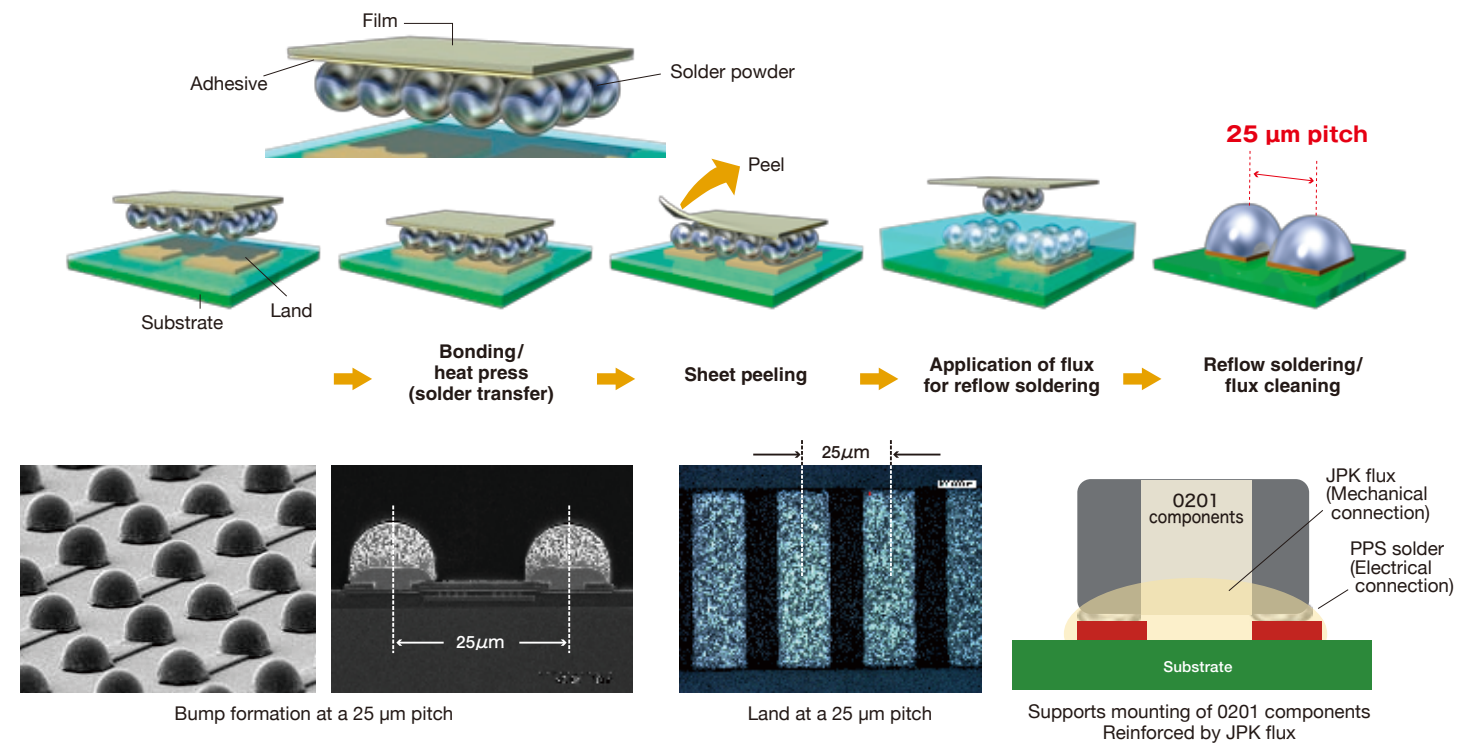 Film
Adhesive
Solder powder
25 µm pitch
Peel
Land
Substrate
Bonding/
heat press
(solder transfer)
Sheet peeling
Application of flux
for reflow soldering
Reflow soldering/
flux cleaning
25µm
25µm
0201
components
JPK flux
(Mechanical
connection)
PPS solder
(Electrical
connection)
Substrate
Bump formation at a 25 µm pitch
Land at a 25 µm pitch
Supports mounting of 0201 components
Reinforced by JPK flux